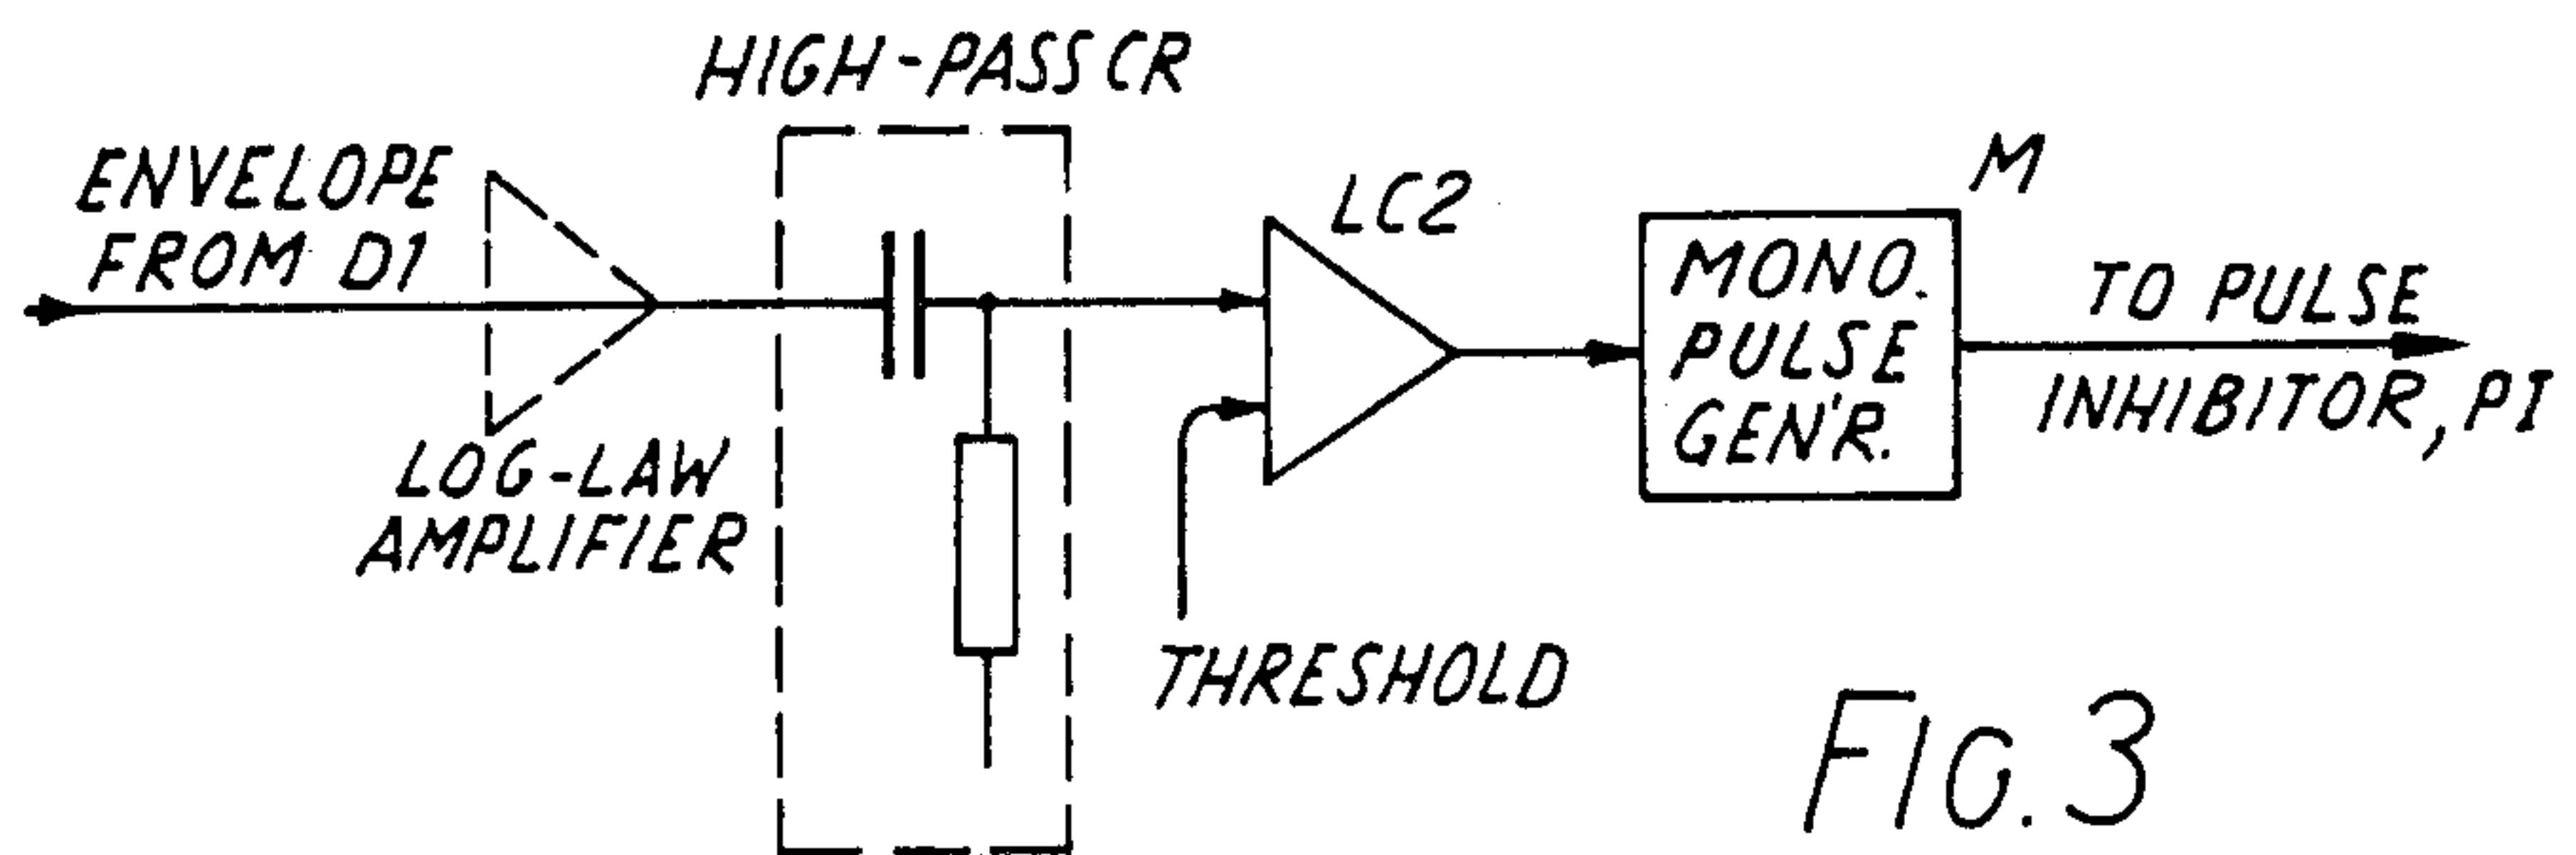 HIGH-PASS CR
ENVELOPE
FROM D1
LOG-LAW
AMPLIFIER
LC2
THRESHOLD
M
MONO.
PULSE
GEN'R.
TO PULSE
INHIBITOR, PI
FIG. 3